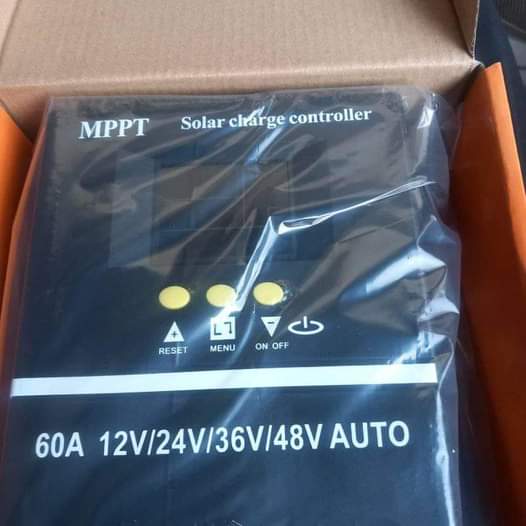 MPPT Solar charge controller
RESET MENU ON OFF
60A 12V/24V/36V/48V AUTO